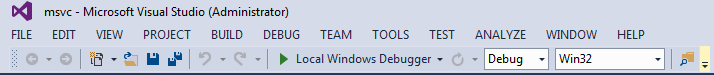 msvc - Microsoft Visual Studio (Administrator)
FILE EDIT VIEW PROJECT BUILD DEBUG TEAM TOOLS TEST ANALYZE WINDOW HELP
Local Windows Debugger Debug Win32